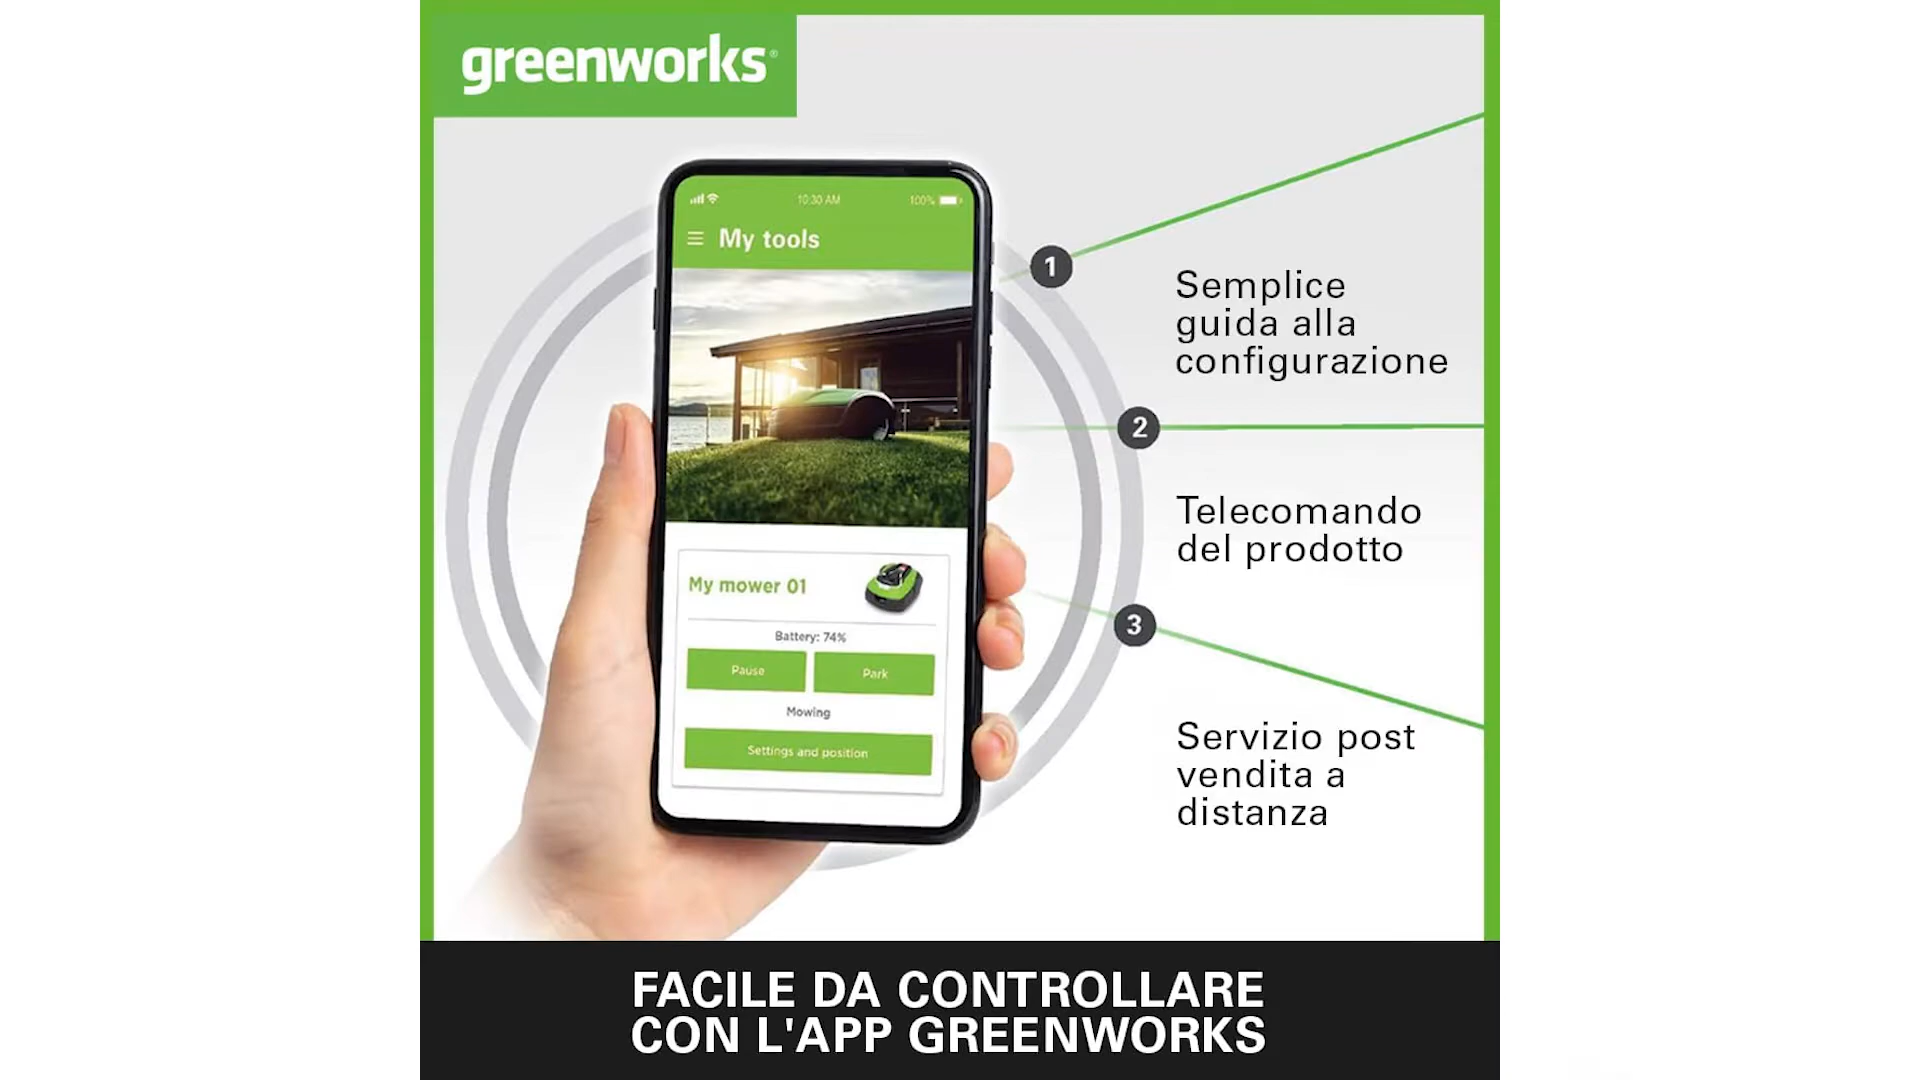 greenworks®
10:30 AM
100%
My tools
1
Semplice
guida alla
configurazione
2
Telecomando
del prodotto
3
Servizio post
vendita a
distanza
My mower 01
Battery: 74%
Pause
Park
Mowing
Settings and position
FACILE DA CONTROLLARE
CON L'APP GREENWORKS